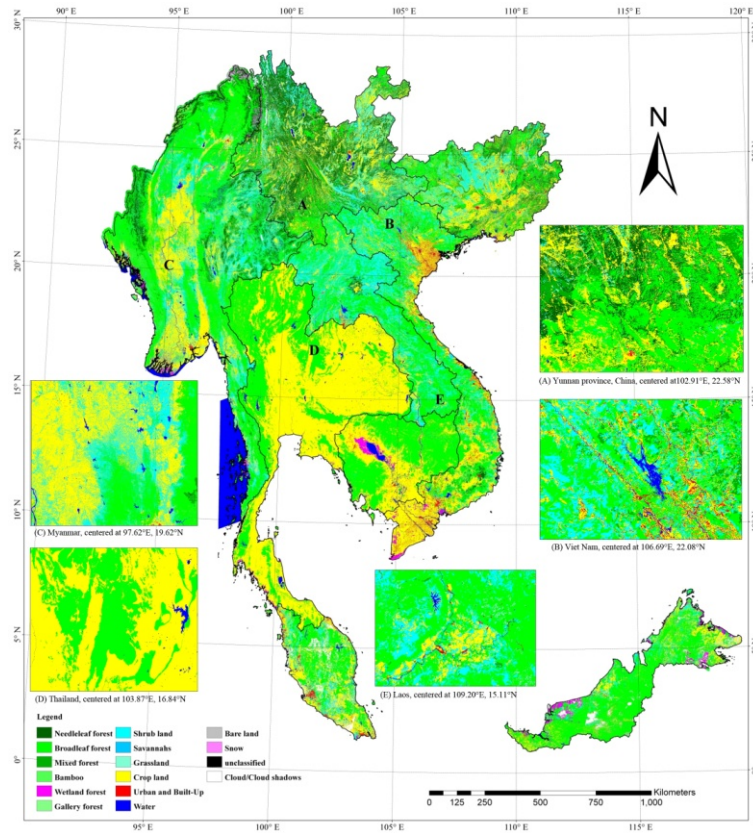 90° E 95° E 100° E 105° E 110° E 115° E 120° E
30° N
25° N
20° N
15° N
10° N
5° N
0°
N
A
B
C
D
E
(A) Yunnan province, China, centered at102.91°E, 22.58°N
(C) Myanmar, centered at 97.62°E, 19.62°N
(B) Viet Nam, centered at 106.69°E, 22.08°N
(D) Thailand, centered at 103.87°E, 16.84°N
(E) Laos, centered at 109.20°E, 15.11°N
Legend
Needleleaf forest
Broadleaf forest
Mixed forest
Bamboo
Wetland forest
Gallery forest
Shrub land
Savannahs
Grassland
Crop land
Urban and Built-Up
Water
Bare land
Snow
unclassified
Cloud/Cloud shadows
Kilometers
0 125 250 500 750 1,000
95° E 100° E 105° E 110° E 115° E